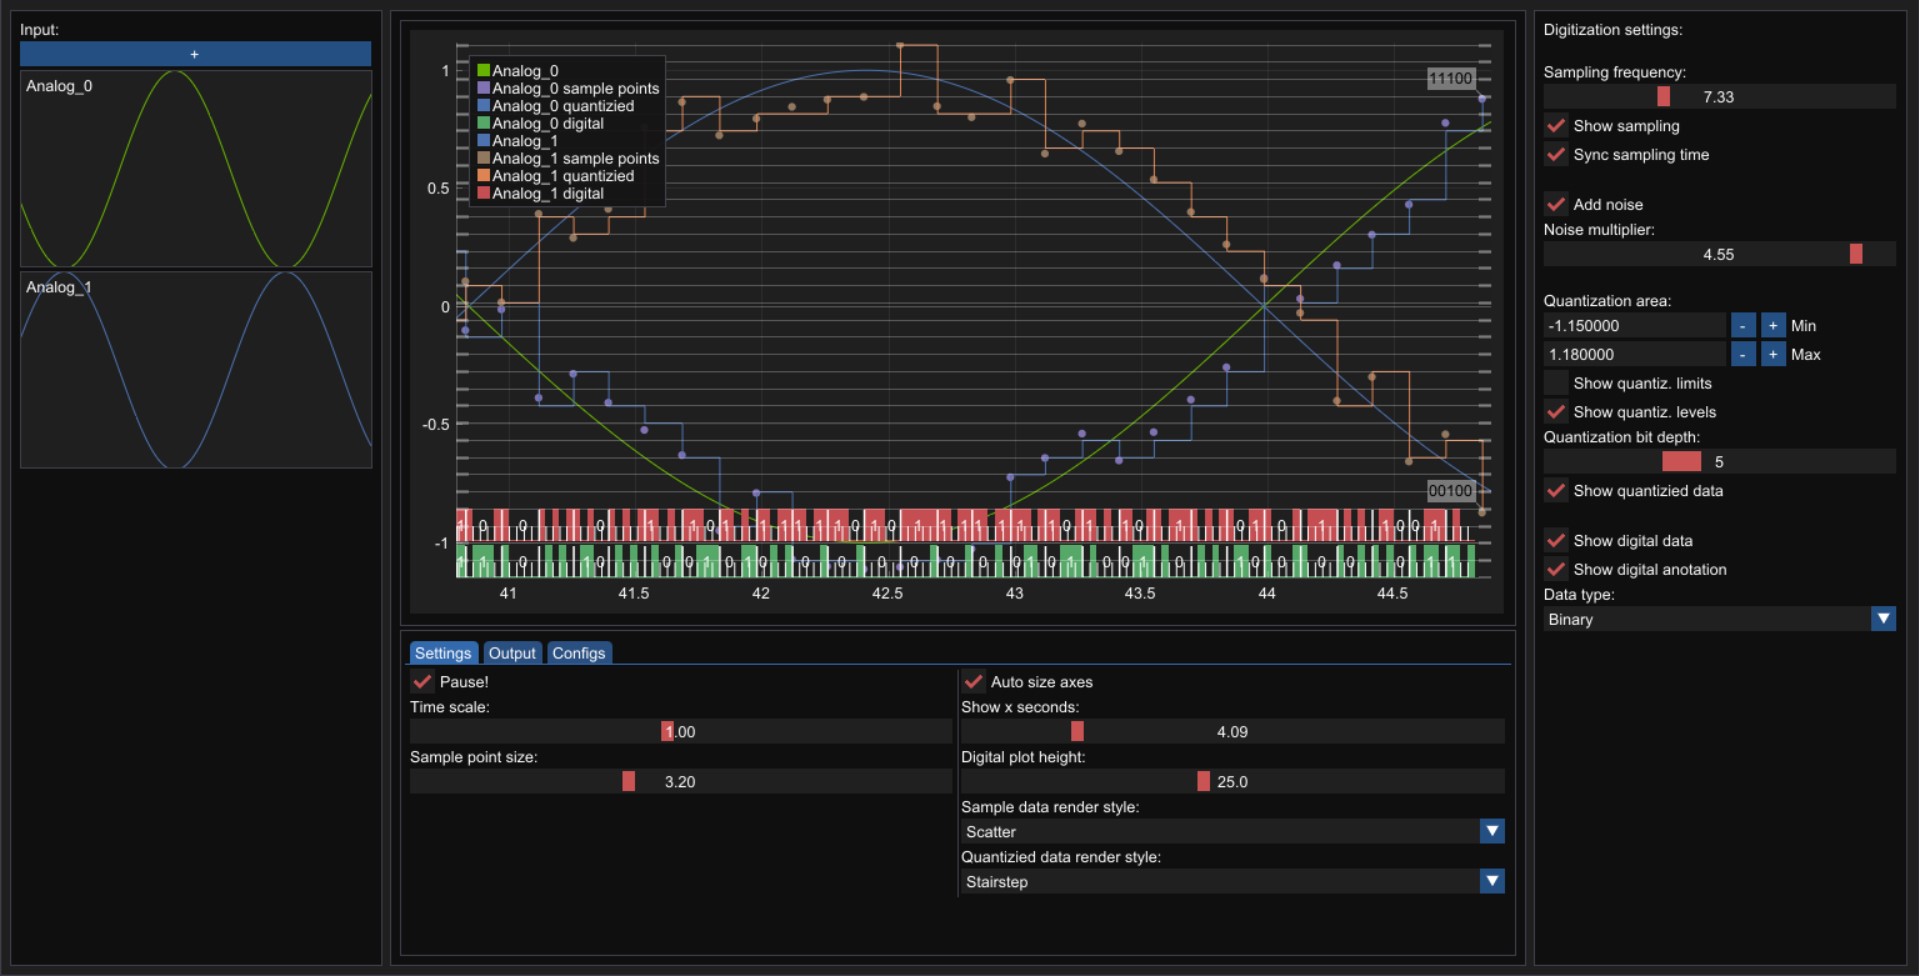 Input:
+
Analog_0
Analog_1
1
0.5
0
-0.5
-1
Analog_0
Analog_0 sample points
Analog_0 quantizied
Analog_0 digital
Analog_1
Analog_1 sample points
Analog_1 quantizied
Analog_1 digital
11100
00100
41
41.5
42
42.5
43
43.5
44
44.5
Settings
Output
Configs
Pause!
Time scale:
1.00
Sample point size:
3.20
Auto size axes
Show x seconds:
4.09
Digital plot height:
25.0
Sample data render style:
Scatter
Quantizied data render style:
Stairstep
Digitization settings:
Sampling frequency:
7.33
Show sampling
Sync sampling time
Add noise
Noise multiplier:
4.55
Quantization area:
-1.150000 - + Min
1.180000 - + Max
Show quantiz. limits
Show quantiz. levels
Quantization bit depth:
5
Show quantizied data
Show digital data
Show digital anotation
Data type:
Binary